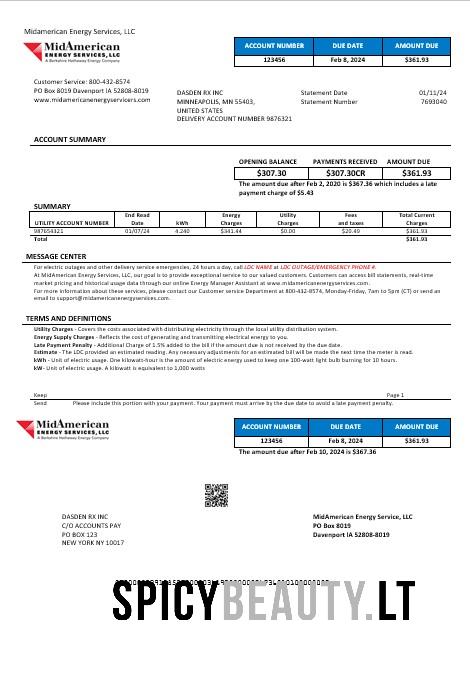 Midamerican Energy Services, LLC
MidAmerican
ENERGY SERVICES, LLC
A Berkshire Hathaway Energy Company
ACCOUNT NUMBER DUE DATE AMOUNT DUE
123456 Feb 8, 2024 $361.93
Customer Service: 800-432-8574
PO Box 8019 Davenport IA 52808-8019
www.midamericanenergyservicers.com
DASDEN RX INC
MINNEAPOLIS, MN 55403,
UNITED STATES
DELIVERY ACCOUNT NUMBER 9876321
Statement Date 01/11/24
Statement Number 7693040
ACCOUNT SUMMARY
OPENING BALANCE PAYMENTS RECEIVED AMOUNT DUE
$307.30 $307.30CR $361.93
The amount due after Feb 2, 2020 is $367.36 which includes a late
payment charge of $5.43
SUMMARY
UTILITY ACCOUNT NUMBER End Read Date kWh Energy Charges Utility Charges Fees and taxes Total Current Charges
987654321 01/07/24 4.240 $341.44 $0.00 $20.49 $361.93
Total $361.93
MESSAGE CENTER
For electric outages and other delivery service emergencies, 24 hours a day, call LDC NAME at LDC OUTAGE/EMERGENCY PHONE #.
At MidAmerican Energy Services, LLC, our goal is to provide exceptional service to our valued customers. Customers can access bill statements, real-time
market pricing and historical usage data through our online Energy Manager Assistant at www.midamericanenergyservices.com.
For more information about these services, please contact our Customer service Department at 800-432-8574, Monday-Friday, 7am to 5pm (CT) or send an
email to support@midamericanenergyservices.com.
TERMS AND DEFINITIONS
Utility Charges - Covers the costs associated with distributing electricity through the local utility distribution system.
Energy Supply Charges - Reflects the cost of generating and transmitting electrical energy to you.
Late Payment Penalty - Additional Charge of 1.5% added to the bill if the amount due is not received by the due date.
Estimate - The LDC provided an estimated reading. Any necessary adjustments for an estimated bill will be made the next time the meter is read.
kWh - Unit of electric usage. One kilowatt-hour is the amount of electric energy used to keep one 100-watt light bulb burning for 10 hours.
kW- Unit of electric usage. A kilowatt is equivalent to 1,000 watts
Keep Page 1
Send Please include this portion with your payment. Your payment must arrive by the due date to avoid a late payment penalty.
MidAmerican
ENERGY SERVICES, LLC
A Berkshire Hathaway Energy Company
ACCOUNT NUMBER DUE DATE AMOUNT DUE
123456 Feb 8, 2024 $361.93
The amount due after Feb 10, 2024 is $367.36
DASDEN RX INC
C/O ACCOUNTS PAY
PO BOX 123
NEW YORK NY 10017
MidAmerican Energy Service, LLC
PO Box 8019
Davenport IA 52808-8019
SPICYBEAUTY.LT